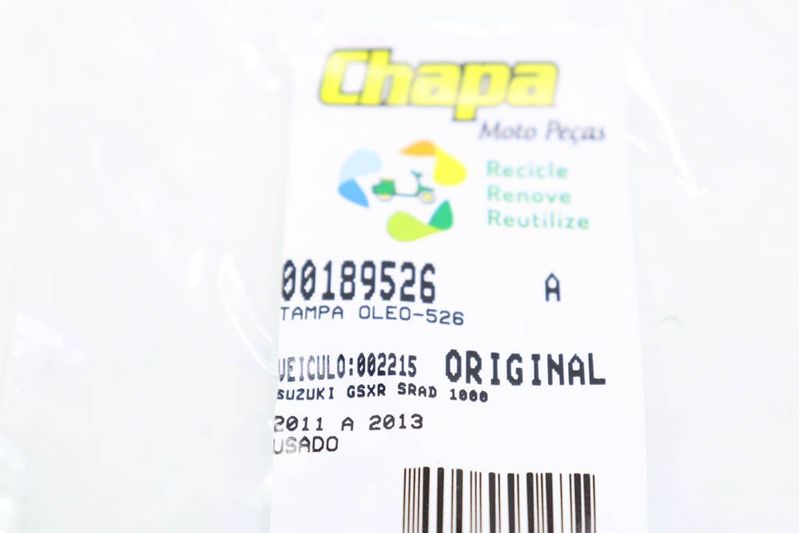 Chapa
Moto Peças
Recicle
Renove
Reutilize
00189526 A
TAMPA OLEO-526
VEICULO:002215 ORIGINAL
SUZUKI GSXR SRAD 1000
2011 A 2013
USADO